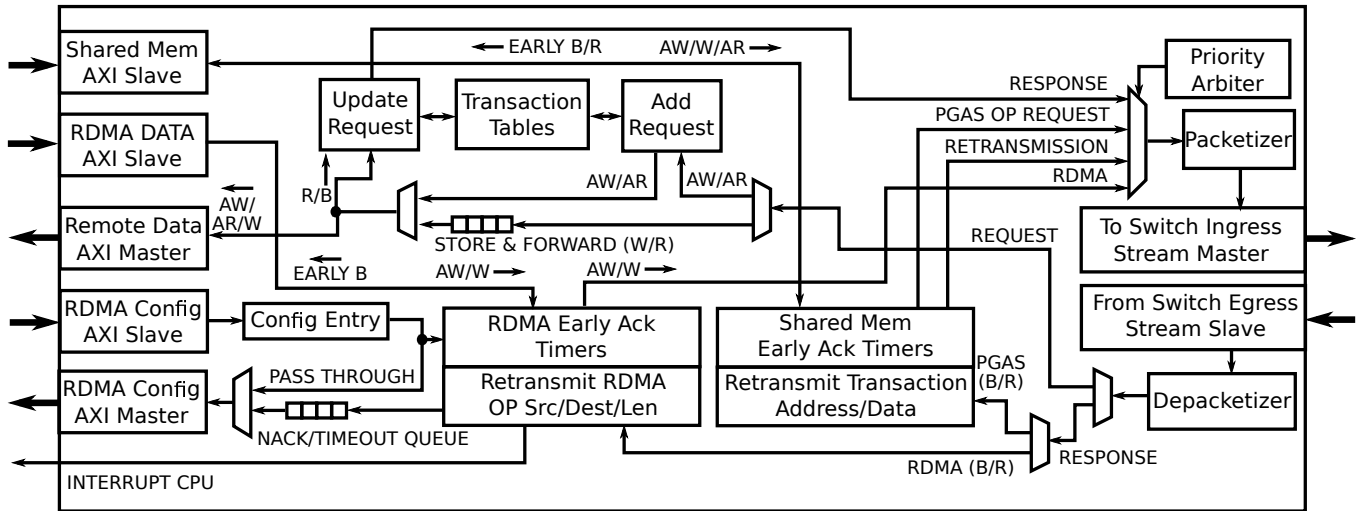 Shared Mem
AXI Slave
EARLY B/R
AW/W/AR
Priority
Arbiter
RESPONSE
Update
Request
Transaction
Tables
Add
Request
PGAS OP REQUEST
RDMA DATA
AXI Slave
Packetizer
RETRANSMISSION
RDMA
R/B
AW/AR
AW/AR
AW/
AR/W
Remote Data
AXI Master
STORE & FORWARD (W/R)
REQUEST
To Switch Ingress
Stream Master
EARLY B
AW/W
AW/W
RDMA Config
AXI Slave
Config Entry
RDMA Early Ack
Timers
Shared Mem
Early Ack Timers
From Switch Egress
Stream Slave
PGAS
(B/R)
PASS THROUGH
RDMA Config
AXI Master
Retransmit RDMA
OP Src/Dest/Len
Retransmit Transaction
Address/Data
Depacketizer
NACK/TIMEOUT QUEUE
RDMA (B/R)
RESPONSE
INTERRUPT CPU